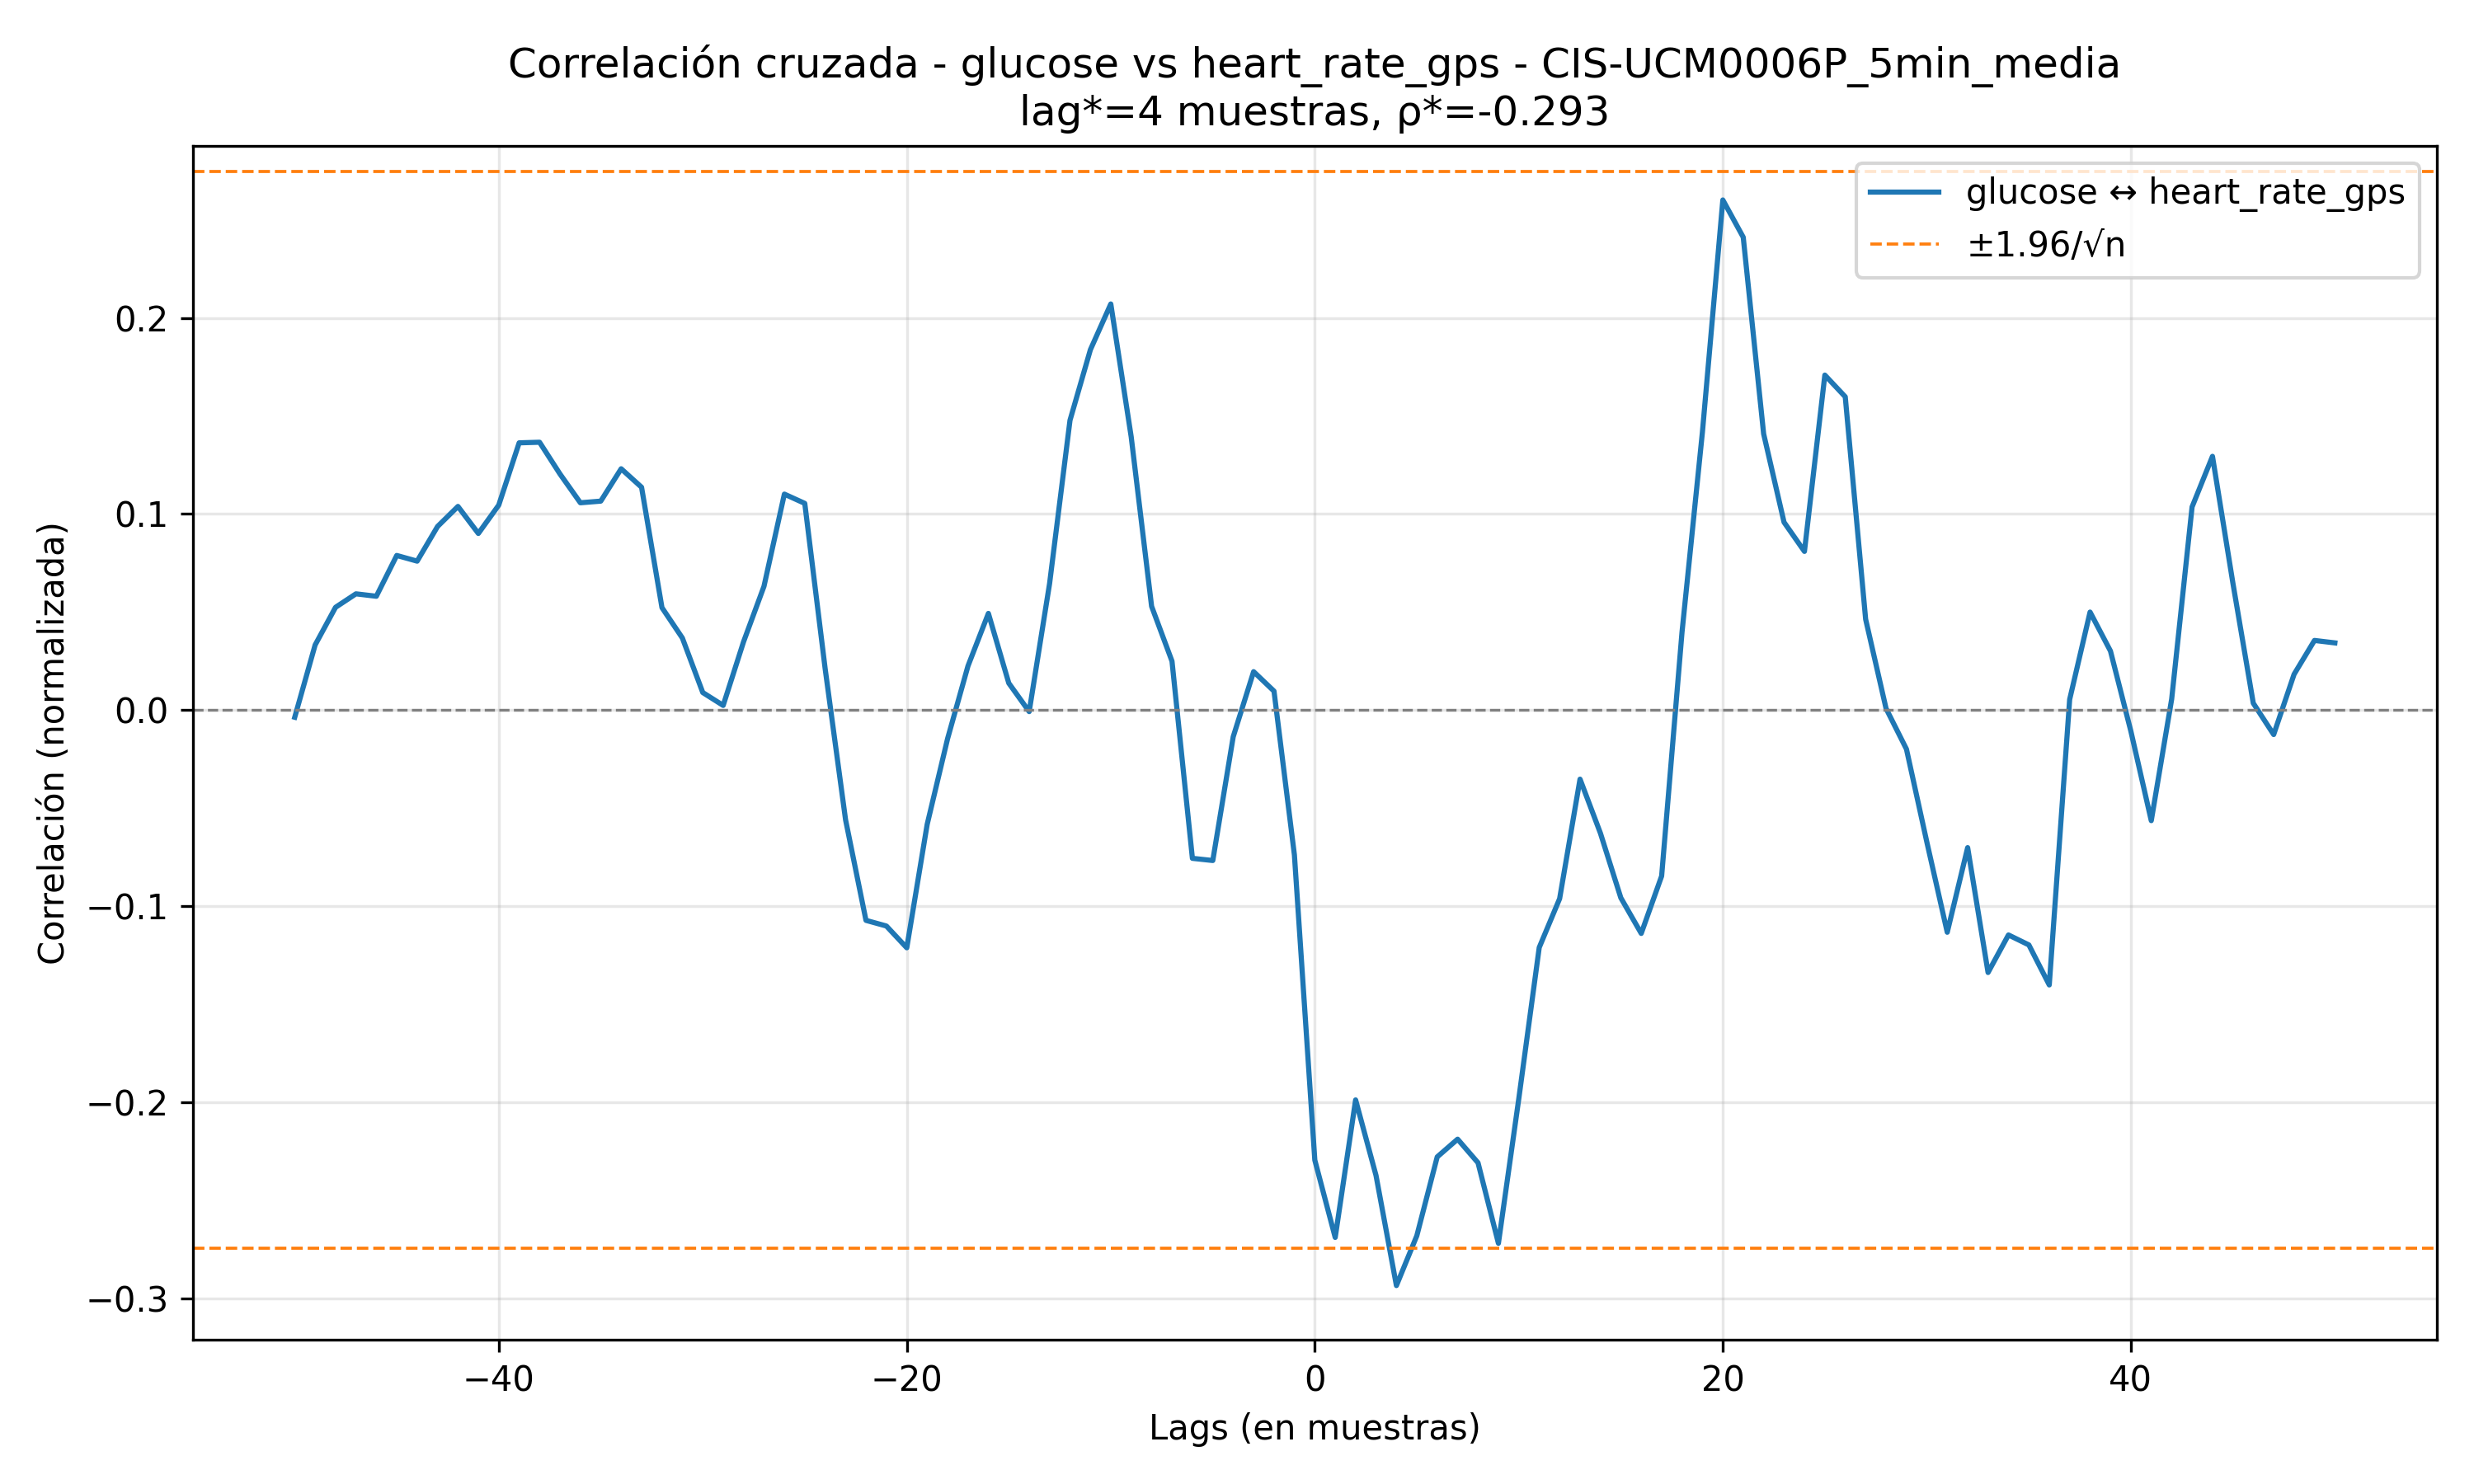 Correlación cruzada - glucose vs heart_rate_gps - CIS-UCM0006P_5min_media
lag*=4 muestras, ρ*=-0.293
glucose ↔ heart_rate_gps
±1.96/√n
Correlación (normalizada)
0.2
0.1
0.0
−0.1
−0.2
−0.3
−40
−20
0
20
40
Lags (en muestras)